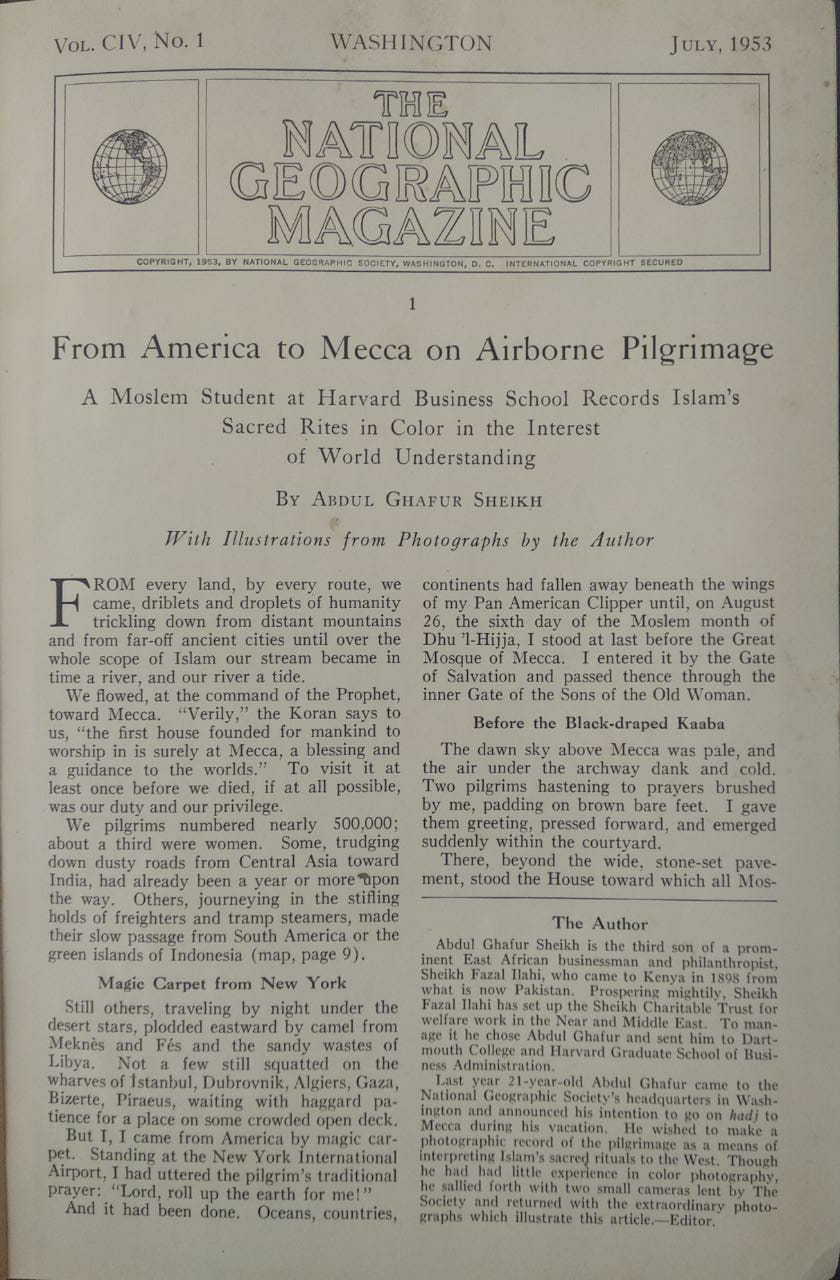 VOL. CIV, No. 1
WASHINGTON
JULY, 1953
THE
NATIONAL
GEOGRAPHIC
MAGAZINE
COPYRIGHT, 1953, BY NATIONAL GEOGRAPHIC SOCIETY, WASHINGTON, D. C. INTERNATIONAL COPYRIGHT SECURED
1
From America to Mecca on Airborne Pilgrimage
A Moslem Student at Harvard Business School Records Islam's
Sacred Rites in Color in the Interest
of World Understanding
BY ABDUL GHAFUR SHEIKH
With Illustrations from Photographs by the Author
FROM every land, by every route, we
came, driblets and droplets of humanity
trickling down from distant mountains
and from far-off ancient cities until over the
whole scope of Islam our stream became in
time a river, and our river a tide.
We flowed, at the command of the Prophet,
toward Mecca. "Verily," the Koran says to
us, "the first house founded for mankind to
worship in is surely at Mecca, a blessing and
a guidance to the worlds." To visit it at
least once before we died, if at all possible,
was our duty and our privilege.
We pilgrims numbered nearly 500,000;
about a third were women. Some, trudging
down dusty roads from Central Asia toward
India, had already been a year or more upon
the way. Others, journeying in the stifling
holds of freighters and tramp steamers, made
their slow passage from South America or the
green islands of Indonesia (map, page 9).
Magic Carpet from New York
Still others, traveling by night under the
desert stars, plodded eastward by camel from
Meknès and Fés and the sandy wastes of
Libya. Not a few still squatted on the
wharves of İstanbul, Dubrovnik, Algiers, Gaza,
Bizerte, Piraeus, waiting with haggard pa-
tience for a place on some crowded open deck.
But I, I came from America by magic car-
pet. Standing at the New York International
Airport, I had uttered the pilgrim's traditional
prayer: "Lord, roll up the earth for me!"
And it had been done. Oceans, countries,
continents had fallen away beneath the wings
of my Pan American Clipper until, on August
26, the sixth day of the Moslem month of
Dhu 'l-Hijja, I stood at last before the Great
Mosque of Mecca. I entered it by the Gate
of Salvation and passed thence through the
inner Gate of the Sons of the Old Woman.
Before the Black-draped Kaaba
The dawn sky above Mecca was pale, and
the air under the archway dank and cold.
Two pilgrims hastening to prayers brushed
by me, padding on brown bare feet. I gave
them greeting, pressed forward, and emerged
suddenly within the courtyard.
There, beyond the wide, stone-set pave-
ment, stood the House toward which all Mos-
The Author
Abdul Ghafur Sheikh is the third son of a prom-
inent East African businessman and philanthropist,
Sheikh Fazal Ilahi, who came to Kenya in 1898 from
what is now Pakistan. Prospering mightily, Sheikh
Fazal Ilahi has set up the Sheikh Charitable Trust for
welfare work in the Near and Middle East. To man-
age it he chose Abdul Ghafur and sent him to Dart-
mouth College and Harvard Graduate School of Busi-
ness Administration.
Last year 21-year-old Abdul Ghafur came to the
National Geographic Society's headquarters in Wash-
ington and announced his intention to go on hadj to
Mecca during his vacation. He wished to make a
photographic record of the pilgrimage as a means of
interpreting Islam's sacred rituals to the West. Though
he had had little experience in color photography,
he sallied forth with two small cameras lent by The
Society and returned with the extraordinary photo-
graphs which illustrate this article.—Editor.